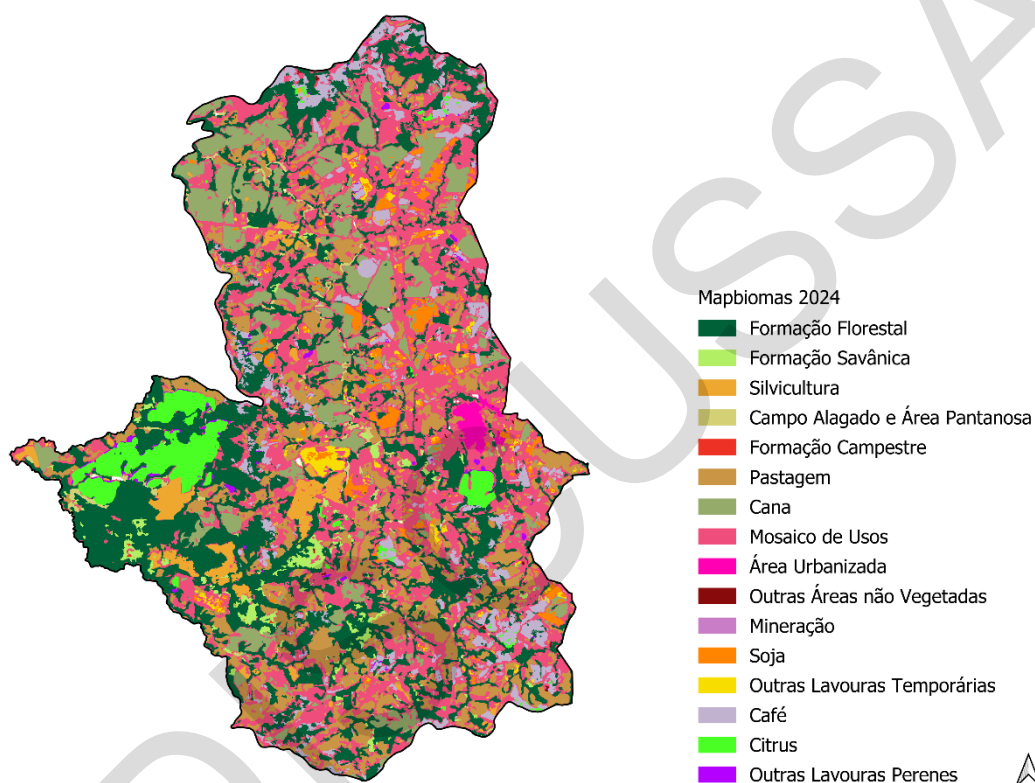 Mapbiomas 2024
Formação Florestal
Formação Savânica
Silvicultura
Campo Alagado e Área Pantanosa
Formação Campestre
Pastagem
Cana
Mosaico de Usos
Área Urbanizada
Outras Áreas não Vegetadas
Mineração
Soja
Outras Lavouras Temporárias
Café
Citrus
Outras Lavouras Perenes